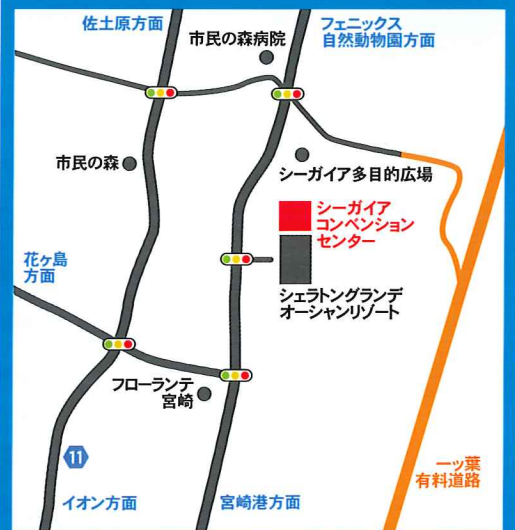 佐土原方面
市民の森病院
フェニックス
自然動物園方面
市民の森
シーガイア多目的広場
シーガイア
コンベンション
センター
花ヶ島
方面
シェラトングランデ
オーシャンリゾート
フローランテ
宮崎
11
イオン方面
宮崎港方面
一ッ葉
有料道路